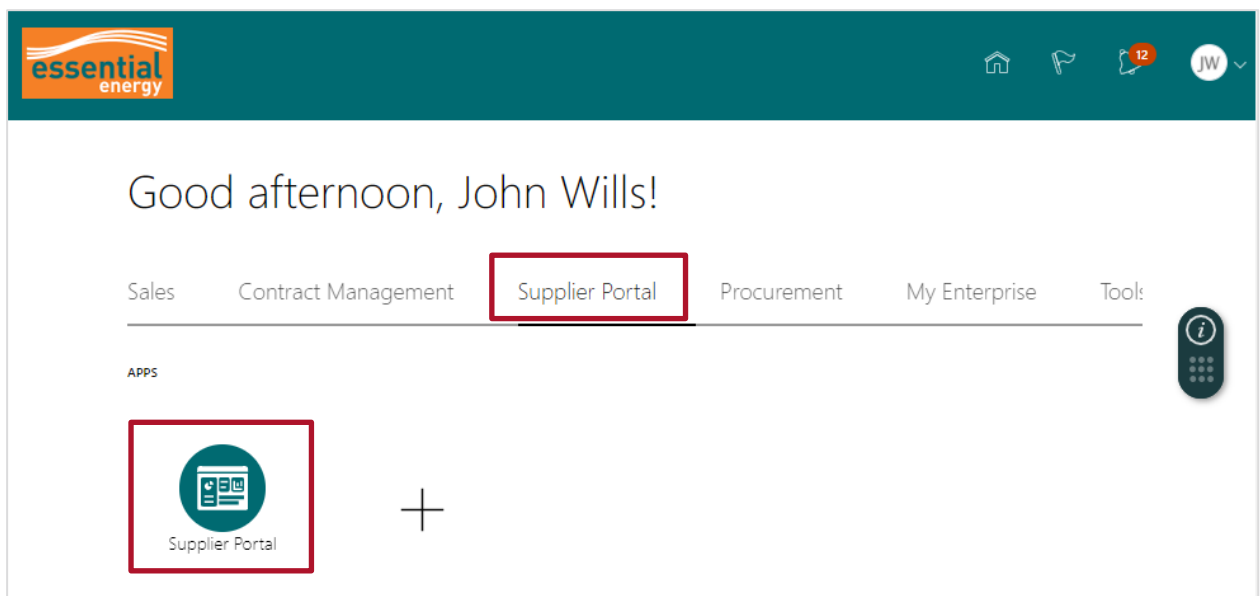 essential
energy
12
JW
Good afternoon, John Wills!
Sales Contract Management Supplier Portal Procurement My Enterprise Tools
APPS
Supplier Portal